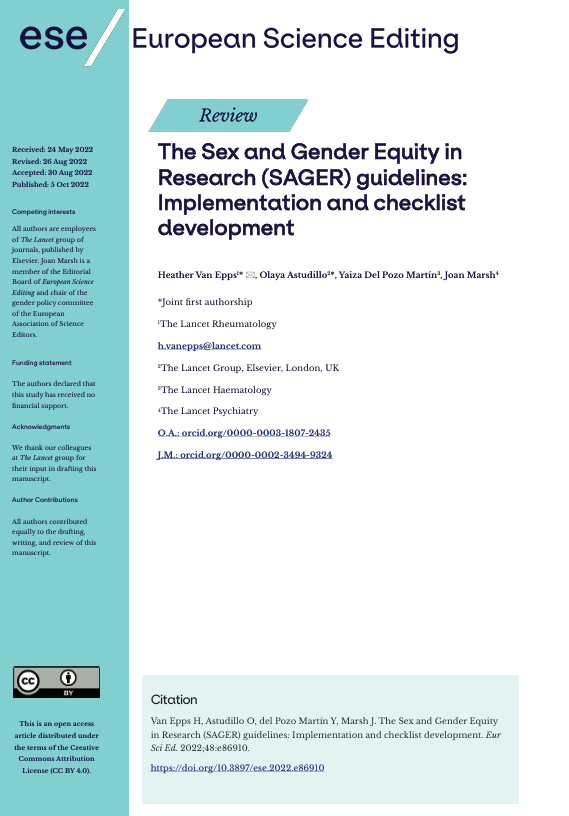 ese European Science Editing
Review
The Sex and Gender Equity in
Research (SAGER) guidelines:
Implementation and checklist
development
Heather Van Epps¹* ✉, Olaya Astudillo²*, Yaiza Del Pozo Martín³, Joan Marsh⁴
*Joint first authorship
¹The Lancet Rheumatology
h.vanepps@lancet.com
²The Lancet Group, Elsevier, London, UK
³The Lancet Haematology
⁴The Lancet Psychiatry
O.A.: orcid.org/0000-0003-1807-2435
J.M.: orcid.org/0000-0002-3494-9324
Received: 24 May 2022
Revised: 26 Aug 2022
Accepted: 30 Aug 2022
Published: 5 Oct 2022
Competing interests
All authors are employees
of The Lancet group of
journals, published by
Elsevier. Joan Marsh is a
member of the Editorial
Board of European Science
Editing and chair of the
gender policy committee
of the European
Association of Science
Editors.
Funding statement
The authors declared that
this study has received no
financial support.
Acknowledgments
We thank our colleagues
at The Lancet group for
their input in drafting this
manuscript.
Author Contributions
All authors contributed
equally to the drafting,
writing, and review of this
manuscript.
cc BY
This is an open access
article distributed under
the terms of the Creative
Commons Attribution
License (CC BY 4.0).
Citation
Van Epps H, Astudillo O, del Pozo Martín Y, Marsh J. The Sex and Gender Equity
in Research (SAGER) guidelines: Implementation and checklist development. Eur
Sci Ed. 2022;48:e86910.
https://doi.org/10.3897/ese.2022.e86910